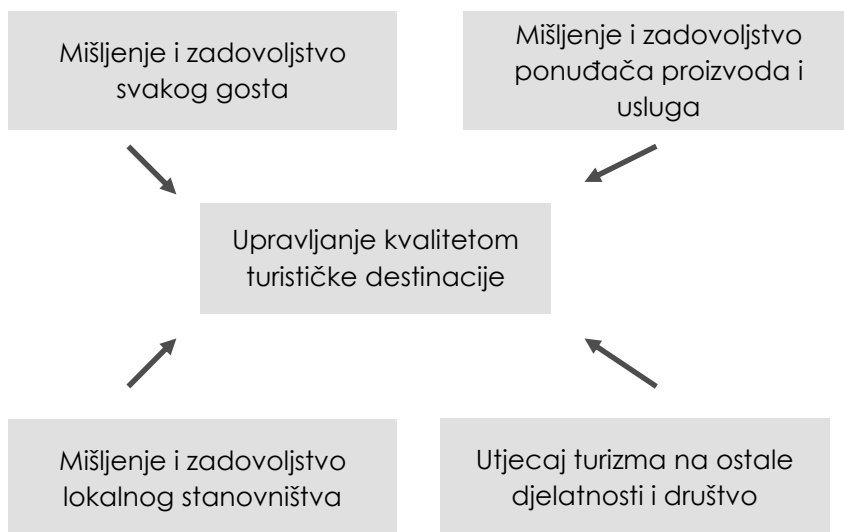 Mišljenje i zadovoljstvo
svakog gosta
Mišljenje i zadovoljstvo
ponuđača proizvoda i
usluga
Upravljanje kvalitetom
turističke destinacije
Mišljenje i zadovoljstvo
lokalnog stanovništva
Utjecaj turizma na ostale
djelatnosti i društvo